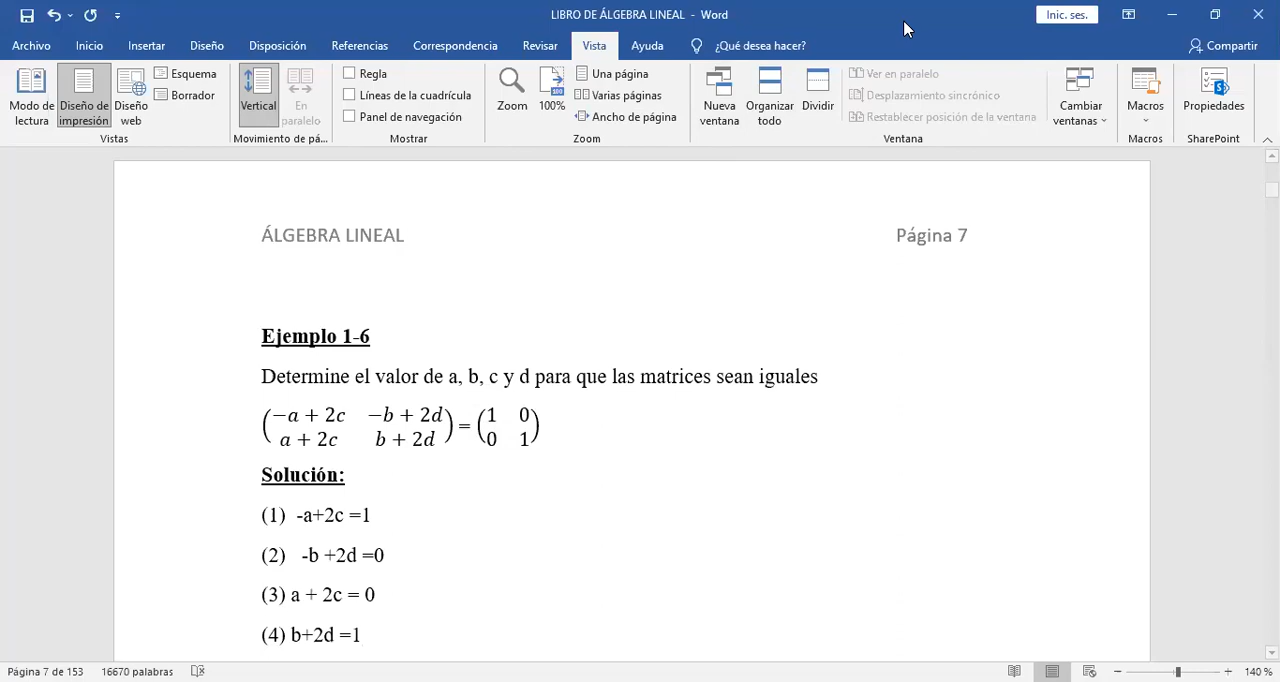 LIBRO DE ÁLGEBRA LINEAL - Word
Inic. ses.
Archivo Inicio Insertar Diseño Disposición Referencias Correspondencia Revisar Vista Ayuda ¿Qué desea hacer? Compartir
Modo de lectura
Diseño de impresión
Diseño web
Esquema
Borrador
Vistas
Vertical
En paralelo
Movimiento de pá...
Regla
Líneas de la cuadrícula
Panel de navegación
Mostrar
Zoom
100%
Una página
Varias páginas
Ancho de página
Zoom
Nueva ventana
Organizar todo
Dividir
Ver en paralelo
Desplazamiento sincrónico
Restablecer posición de la ventana
Cambiar ventanas
Ventana
Macros
Macros
Propiedades
SharePoint
ÁLGEBRA LINEAL Página 7
Ejemplo 1-6
Determine el valor de a, b, c y d para que las matrices sean iguales
(−a + 2c −b + 2d) = (1 0)
(a + 2c b + 2d) (0 1)
Solución:
(1) -a+2c =1
(2) -b +2d =0
(3) a + 2c = 0
(4) b+2d =1
Página 7 de 153 16670 palabras 140 %